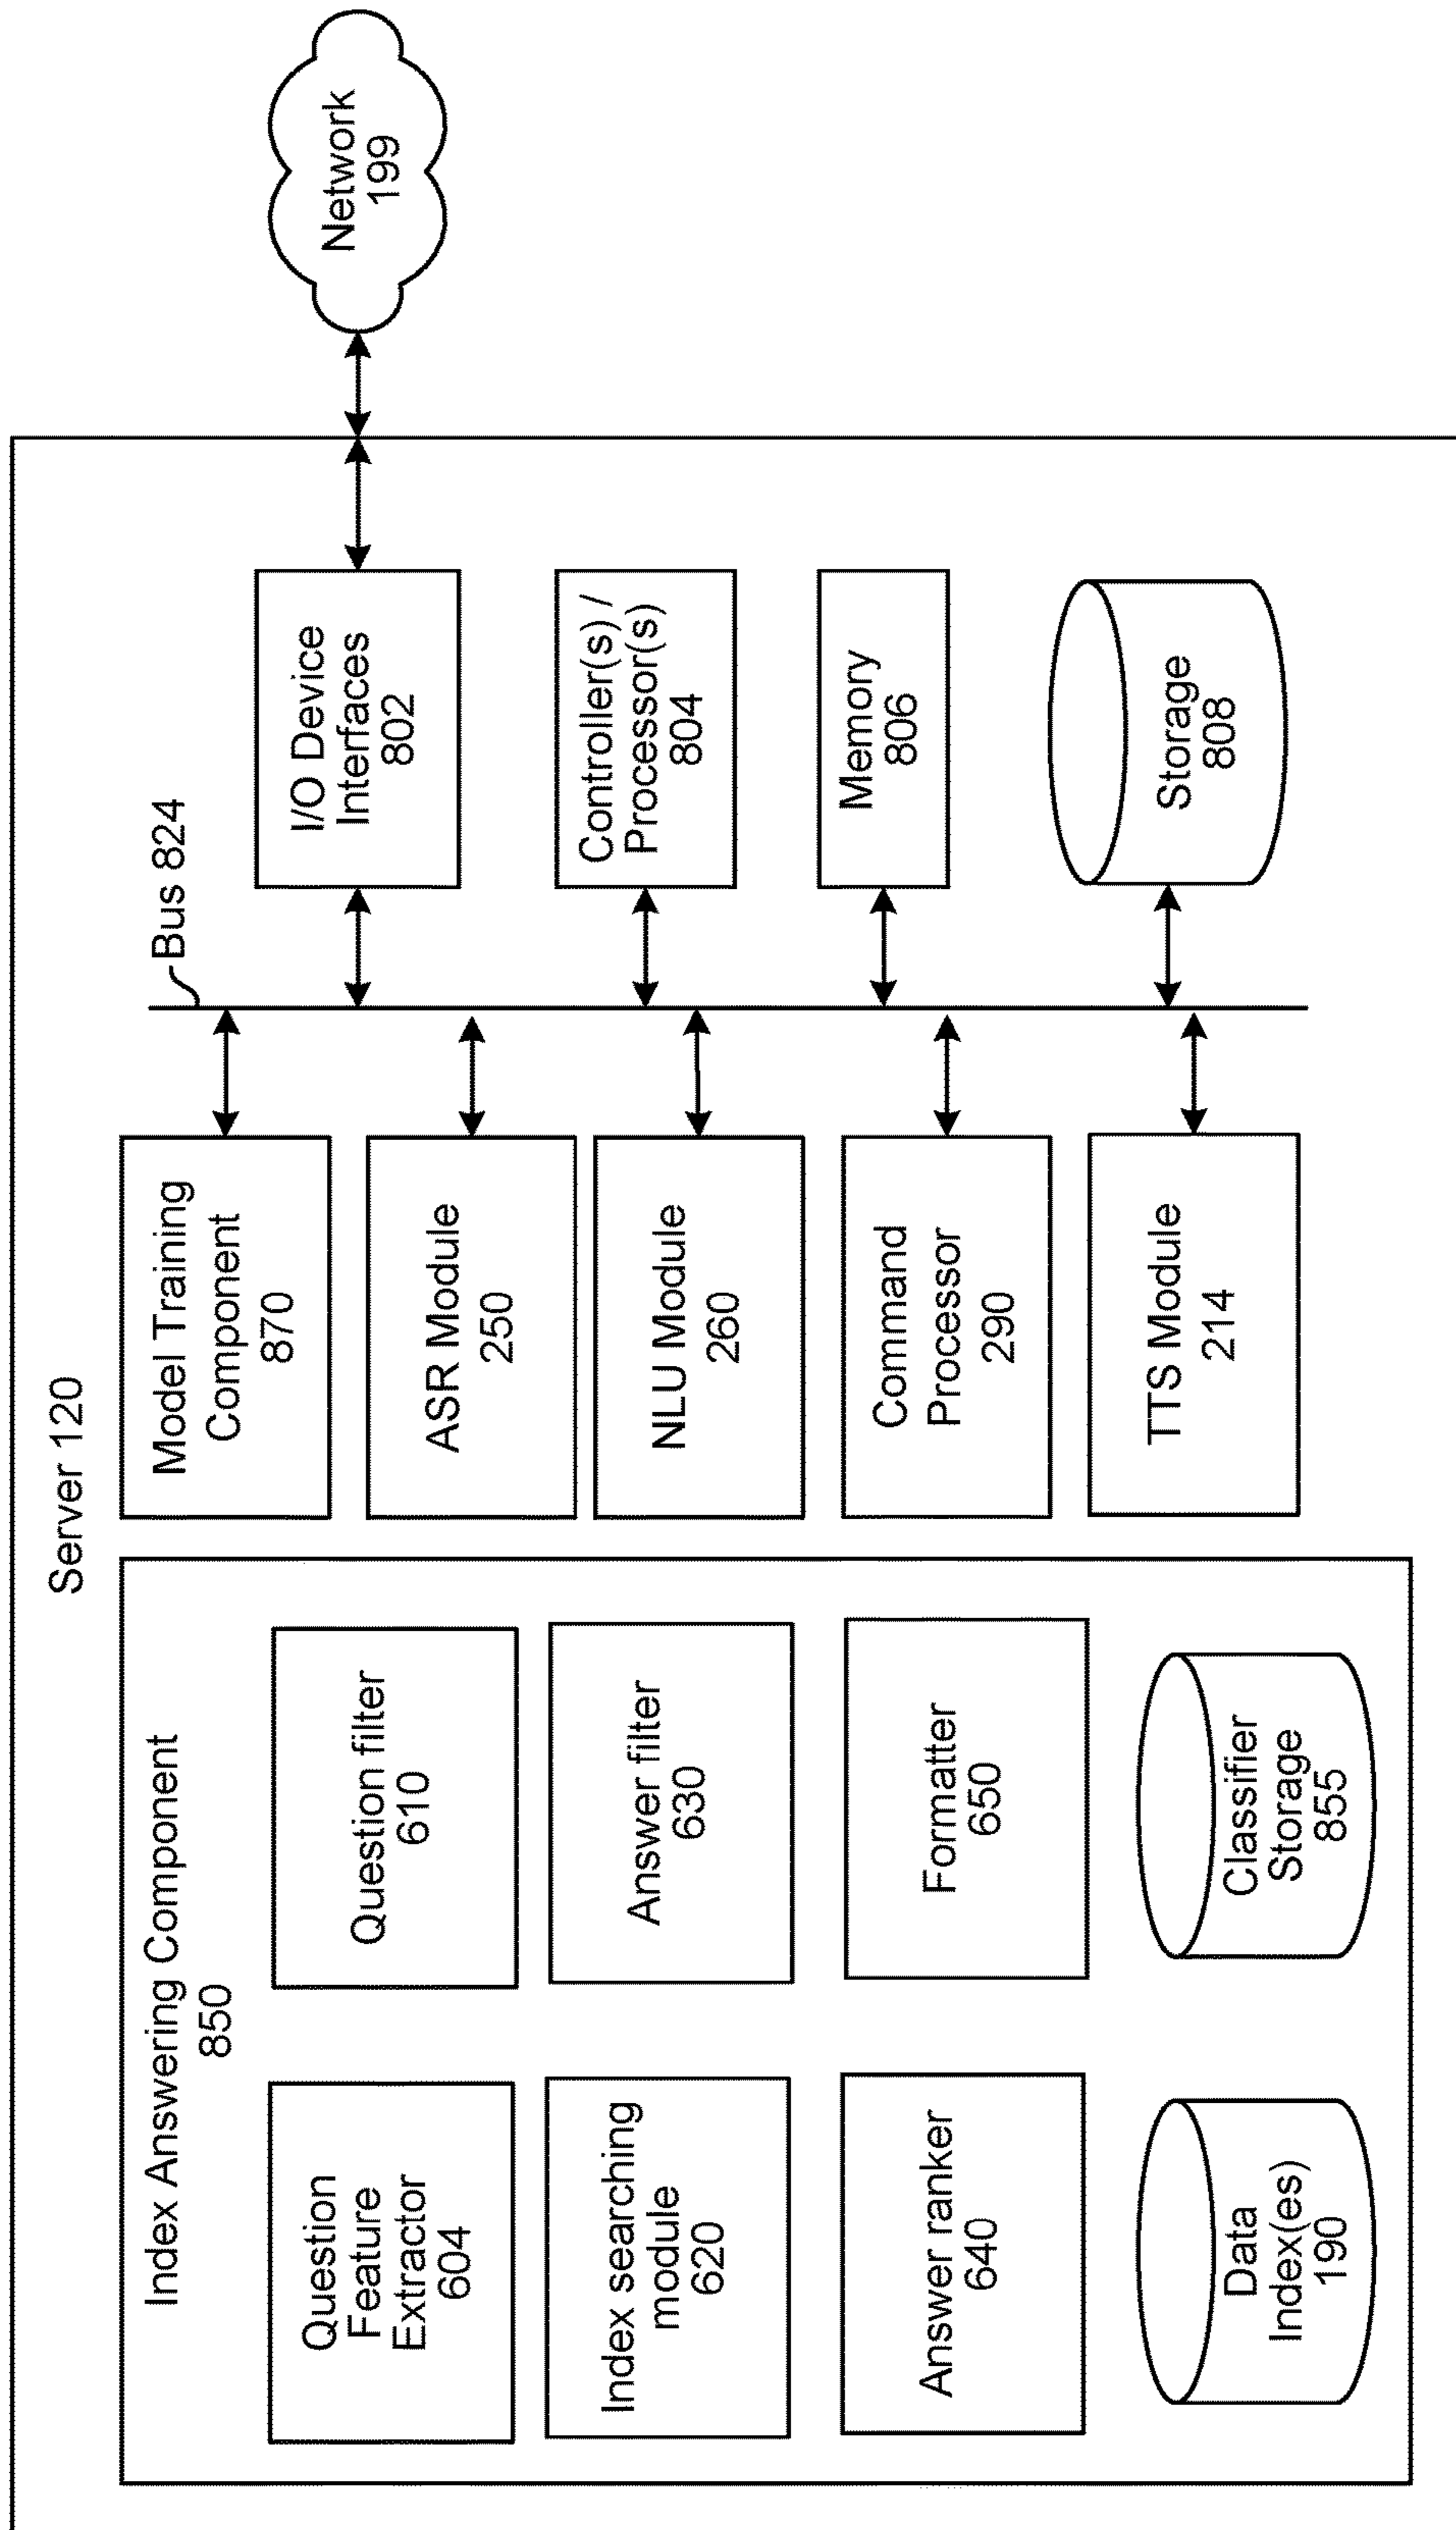 Server 120
Index Answering Component
850
Question
Feature
Extractor
604
Question filter
610
Index searching
module
620
Answer filter
630
Answer ranker
640
Formatter
650
Data
Index(es)
190
Classifier
Storage
855
Model Training
Component
870
ASR Module
250
NLU Module
260
Command
Processor
290
TTS Module
214
Bus 824
I/O Device
Interfaces
802
Controller(s) /
Processor(s)
804
Memory
806
Storage
808
Network
199